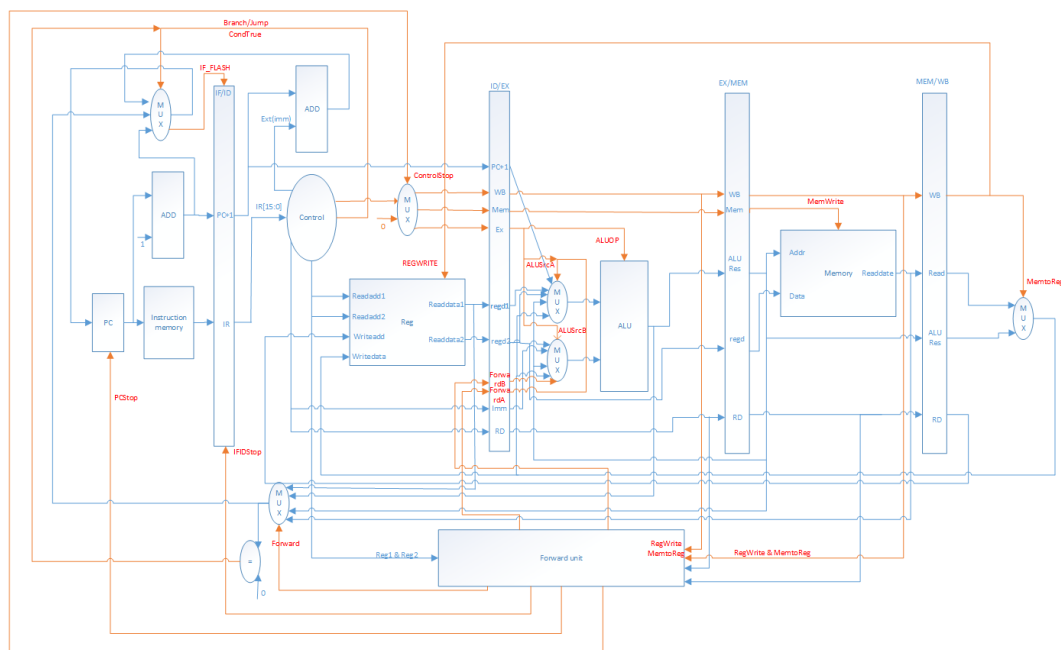 Branch/Jump
CondTrue
IF_FLASH
IF/ID
M
U
X
ADD
Ext(imm)
ID/EX
EX/MEM
MEM/WB
PC+1
ControlStop
WB
Mem
Ex
M
U
X
0
Control
IR[15:0]
ADD
1
PC+1
WB
Mem
MemWrite
WB
REGWRITE
ALUOP
ALUSrcA
ALUSrcB
Addr
Memory
Readdate
Data
ALU
Res
Read
MemtoReg
Readadd1
Readadd2
Writeadd
Writedata
Reg
Readdata1
Readdata2
regd1
regd2
M
U
X
M
U
X
ALU
regd
M
U
X
ALU
Res
PC
Instruction
memory
IR
Forwa
rdB
Forwa
rdA
Imm
RD
RD
RD
PCStop
IFIDStop
M
U
X
Forward
=
0
Reg1 & Reg2
Forward unit
RegWrite
MemtoReg
RegWrite & MemtoReg